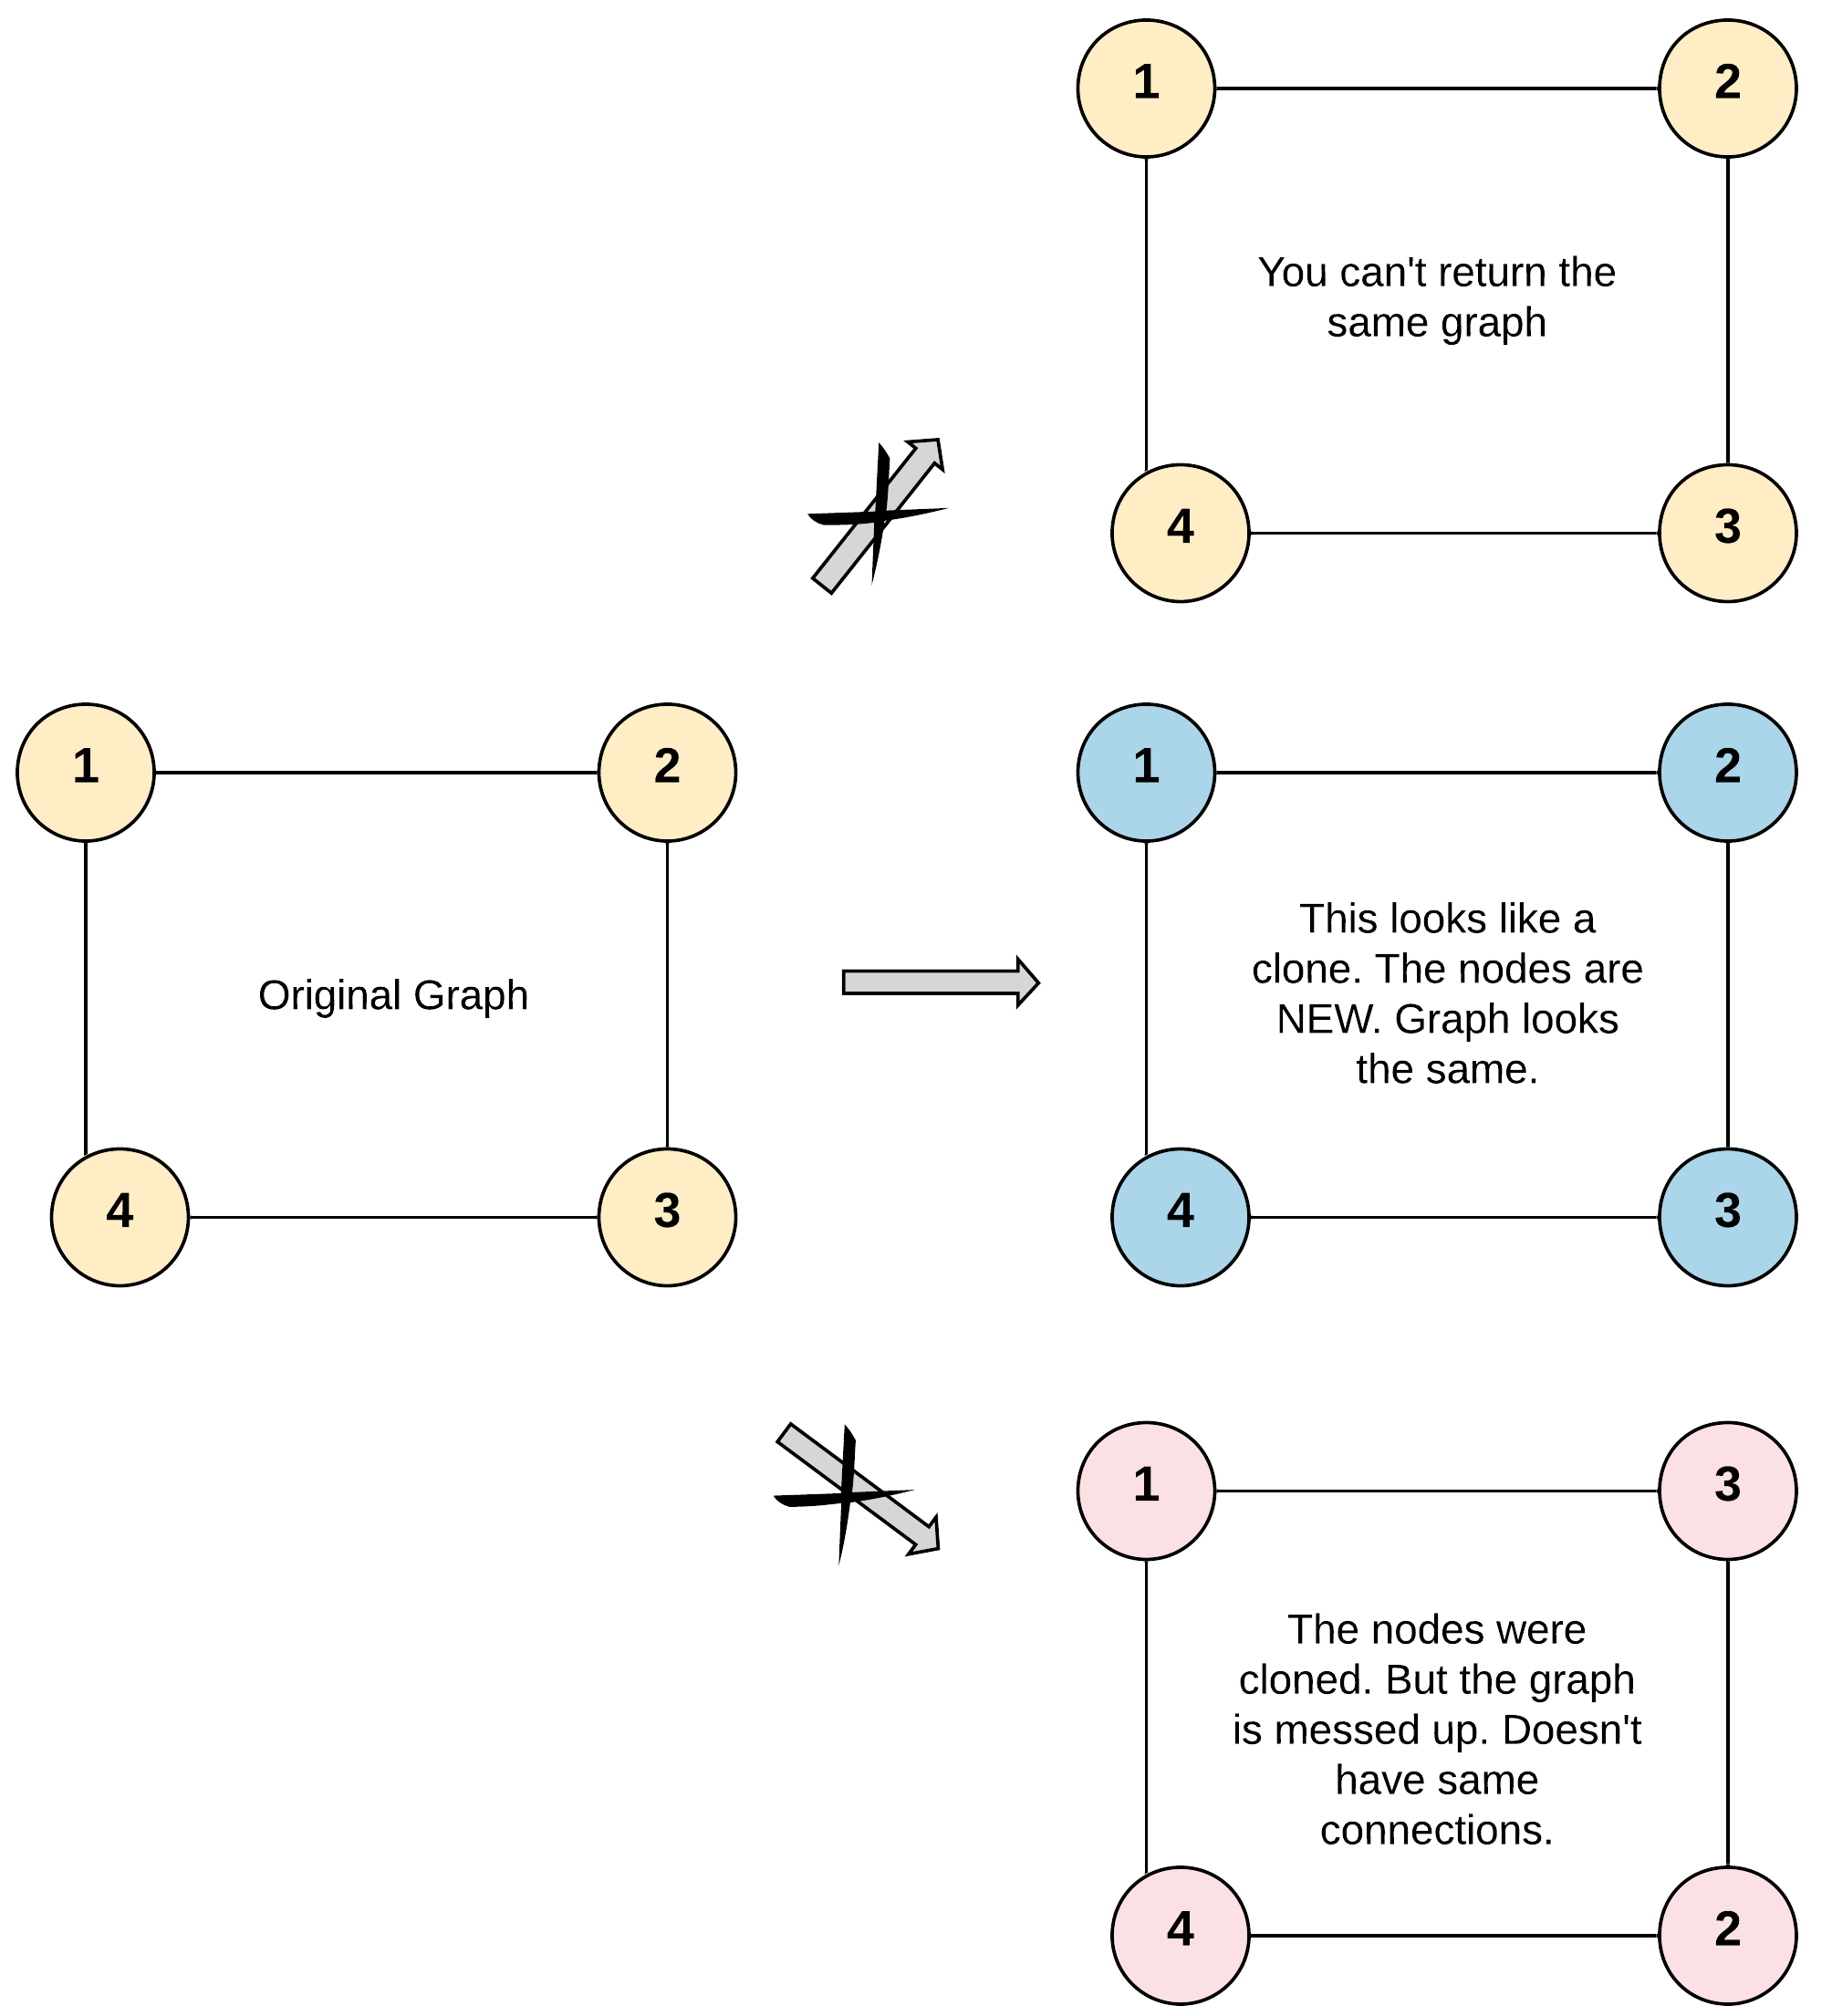 1
2
You can't return the
same graph
4
3
1
2
Original Graph
4
3
1
2
This looks like a
clone. The nodes are
NEW. Graph looks
the same.
4
3
1
3
The nodes were
cloned. But the graph
is messed up. Doesn't
have same
connections.
4
2